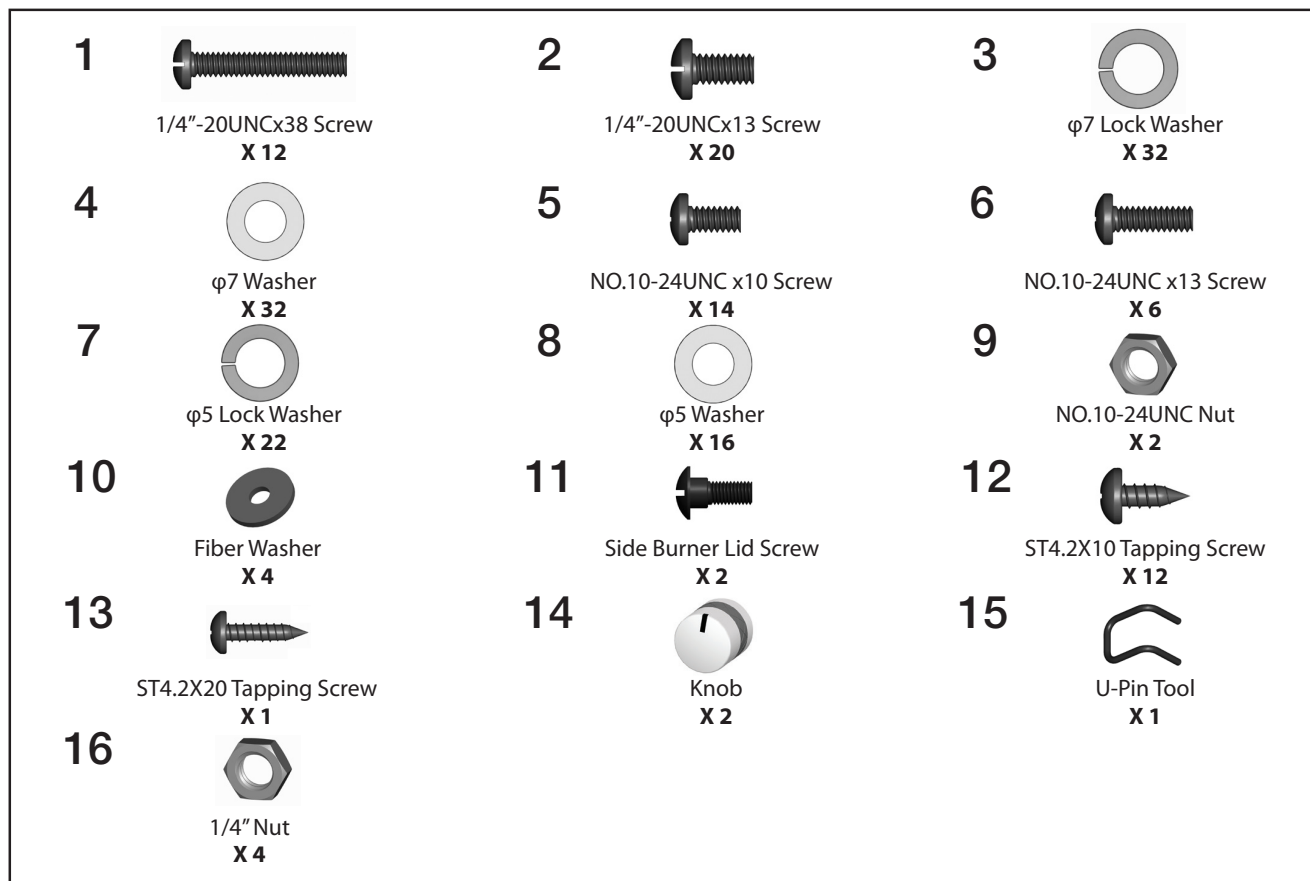 1
1/4"-20UNCx38 Screw
X 12
2
1/4"-20UNCx13 Screw
X 20
3
φ7 Lock Washer
X 32
4
φ7 Washer
X 32
5
NO.10-24UNC x10 Screw
X 14
6
NO.10-24UNC x13 Screw
X 6
7
φ5 Lock Washer
X 22
8
φ5 Washer
X 16
9
NO.10-24UNC Nut
X 2
10
Fiber Washer
X 4
11
Side Burner Lid Screw
X 2
12
ST4.2X10 Tapping Screw
X 12
13
ST4.2X20 Tapping Screw
X 1
14
Knob
X 2
15
U-Pin Tool
X 1
16
1/4" Nut
X 4